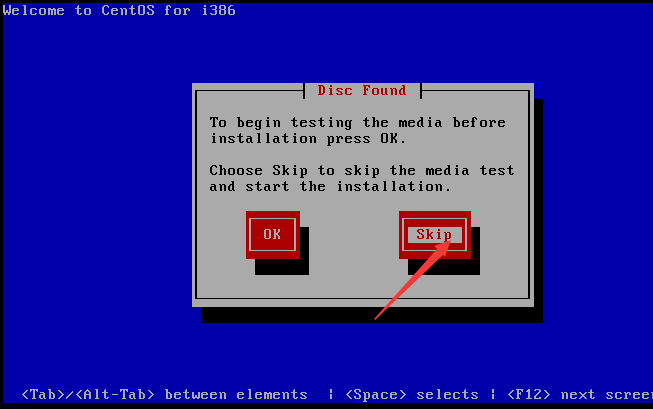 Welcome to CentOS for i386
Disc Found
To begin testing the media before
installation press OK.
Choose Skip to skip the media test
and start the installation.
OK Skip
<Tab>/<Alt-Tab> between elements | <Space> selects | <F12> next screen